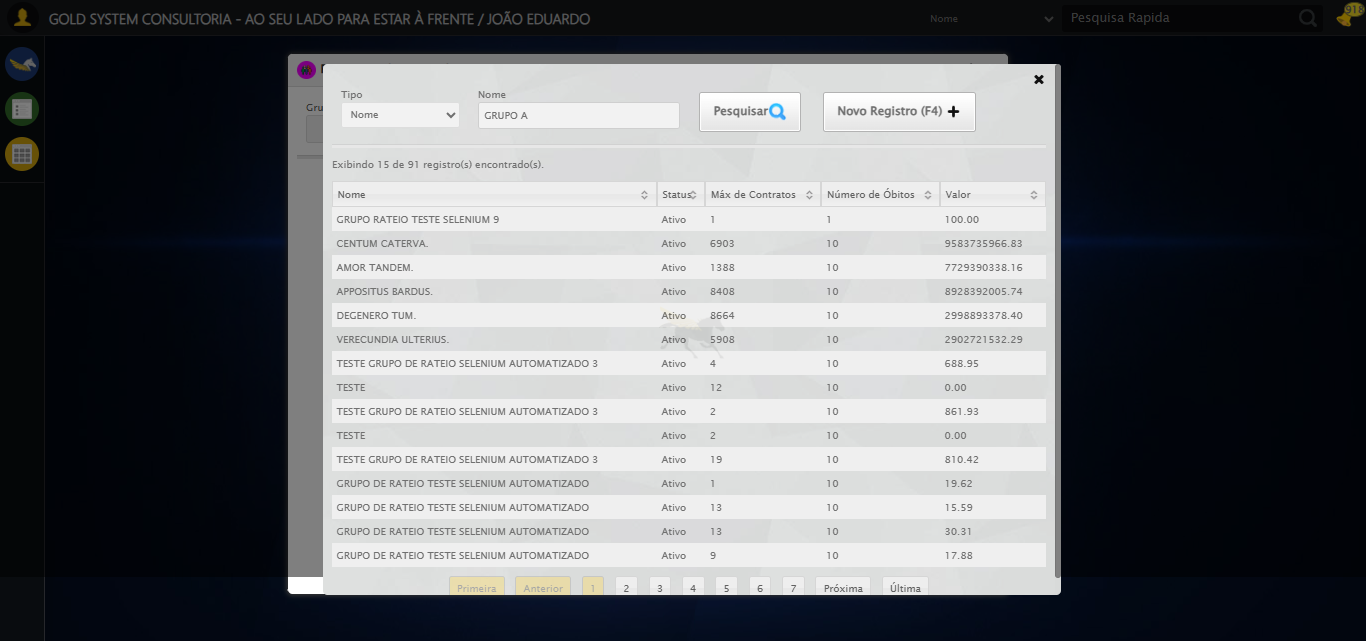 GOLD SYSTEM CONSULTORIA - AO SEU LADO PARA ESTAR À FRENTE / JOÃO EDUARDO
Nome
Pesquisa Rapida
918
Gru
Tipo
Nome
Nome
GRUPO A
Pesquisar
Novo Registro (F4)
Exibindo 15 de 91 registro(s) encontrado(s).
Nome Status Máx de Contratos Número de Óbitos Valor
GRUPO RATEIO TESTE SELENIUM 9 Ativo 1 1 100.00
CENTUM CATERVA. Ativo 6903 10 9583735966.83
AMOR TANDEM. Ativo 1388 10 7729390338.16
APPOSITUS BARDUS. Ativo 8408 10 8928392005.74
DEGENERO TUM. Ativo 8664 10 2998893378.40
VERECUNDIA ULTERIUS. Ativo 5908 10 2902721532.29
TESTE GRUPO DE RATEIO SELENIUM AUTOMATIZADO 3 Ativo 4 10 688.95
TESTE Ativo 12 10 0.00
TESTE GRUPO DE RATEIO SELENIUM AUTOMATIZADO 3 Ativo 2 10 861.93
TESTE Ativo 2 10 0.00
TESTE GRUPO DE RATEIO SELENIUM AUTOMATIZADO 3 Ativo 19 10 810.42
GRUPO DE RATEIO TESTE SELENIUM AUTOMATIZADO Ativo 1 10 19.62
GRUPO DE RATEIO TESTE SELENIUM AUTOMATIZADO Ativo 13 10 15.59
GRUPO DE RATEIO TESTE SELENIUM AUTOMATIZADO Ativo 13 10 30.31
GRUPO DE RATEIO TESTE SELENIUM AUTOMATIZADO Ativo 9 10 17.88
Primeira Anterior 1 2 3 4 5 6 7 Próxima Última